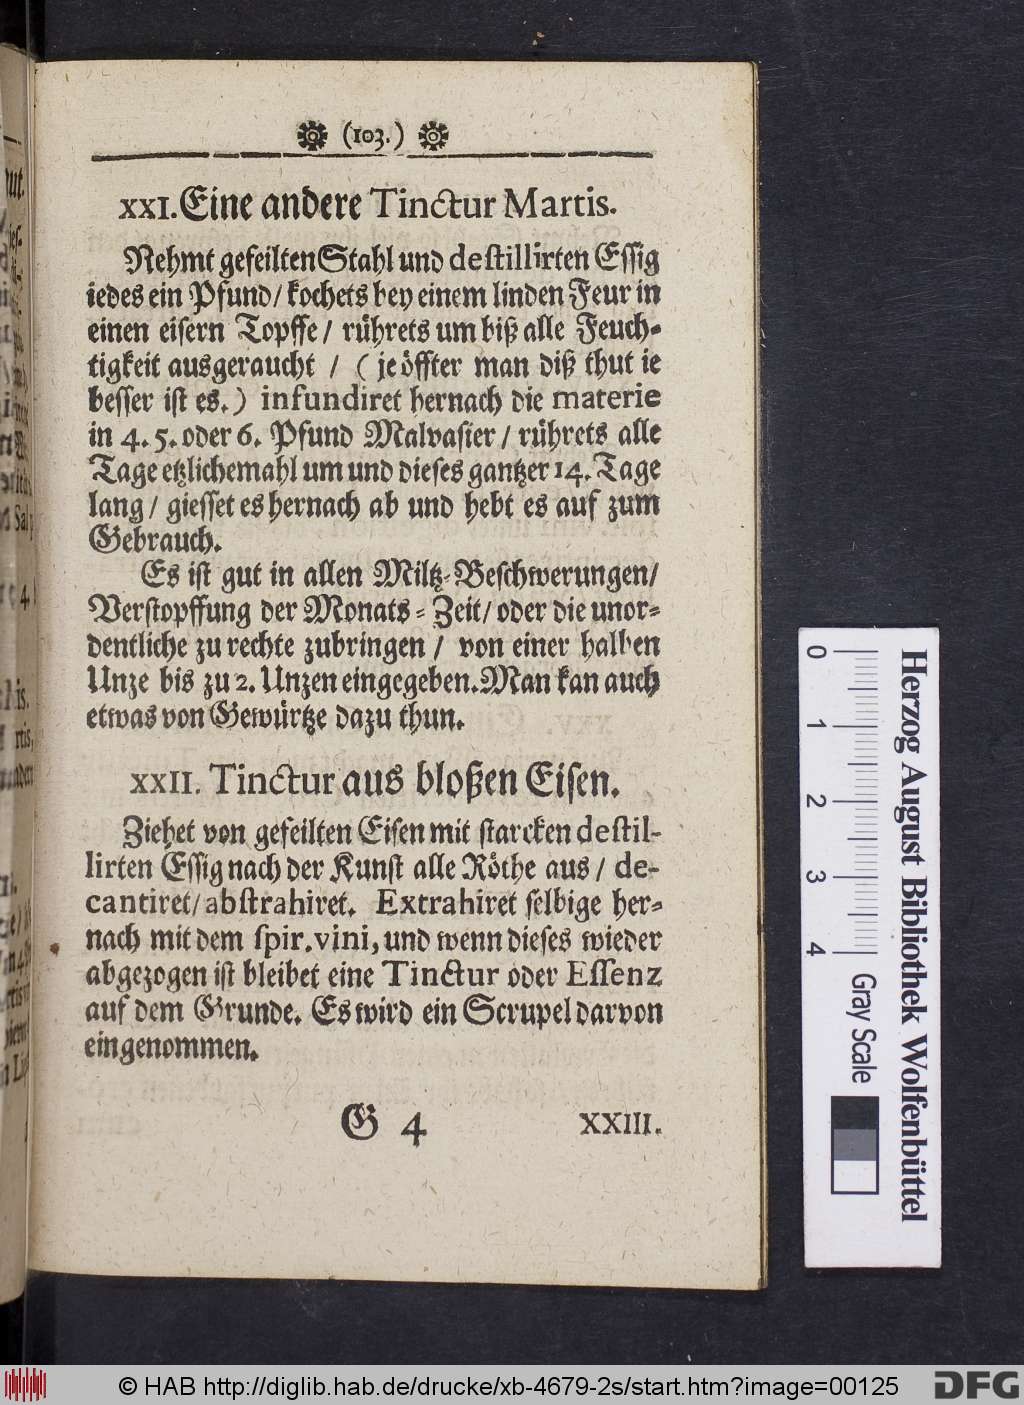 (103.)
XXI. Eine andere Tinctur Martis.
Nehmt gefeilten Stahl und destillirten Essig
iedes ein Pfund / kochets bey einem linden Feur in
einen eisern Topffe / rührets um biß alle Feuch-
tigkeit ausgeraucht / ( je öffter man diß thut ie
besser ist es. ) infundiret hernach die materie
in 4. 5. oder 6. Pfund Malvasier / rührets alle
Tage etzlichemahl um und dieses gantzer 14. Tage
lang / giesset es hernach ab und hebt es auf zum
Gebrauch.
Es ist gut in allen Miltz-Beschwerungen /
Verstopffung der Monats-Zeit / oder die unor-
dentliche zu rechte zubringen / von einer halben
Unze bis zu 2. Unzen eingegeben. Man kan auch
etwas von Gewürtze dazu thun.
XXII. Tinctur aus bloßen Eisen.
Ziehet von gefeilten Eisen mit starcken destil-
lirten Essig nach der Kunst alle Röthe aus / de-
cantiret / abstrahiret. Extrahiret selbige her-
nach mit dem spir. vini, und wenn dieses wieder
abgezogen ist bleibet eine Tinctur oder Essenz
auf dem Grunde. Es wird ein Scrupel darvon
eingenommen.
G 4 XXIII.
0 1 2 3 4
Gray Scale
Herzog August Bibliothek Wolfenbüttel
© HAB http://diglib.hab.de/drucke/xb-4679-2s/start.htm?image=00125
DFG